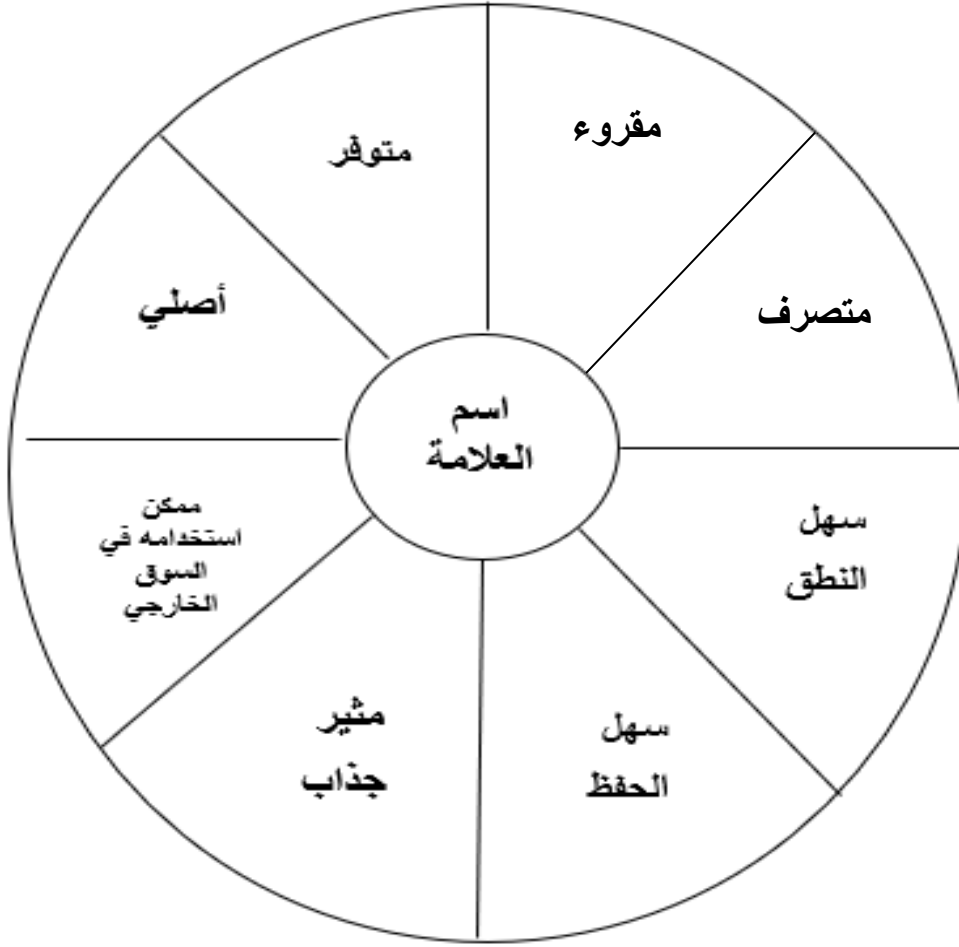 اسم
العلامة
مقروء
متصرف
سهل
النطق
سهل
الحفظ
مثير
جذاب
ممكن
استخدامه في
السوق
الخارجي
أصلي
متوفر